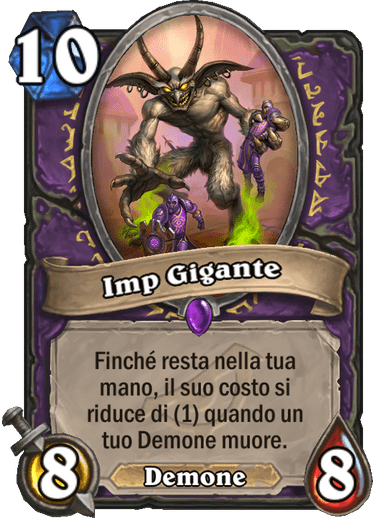 10
Imp Gigante
Finché resta nella tua
mano, il suo costo si
riduce di (1) quando un
tuo Demone muore.
8
Demone
8